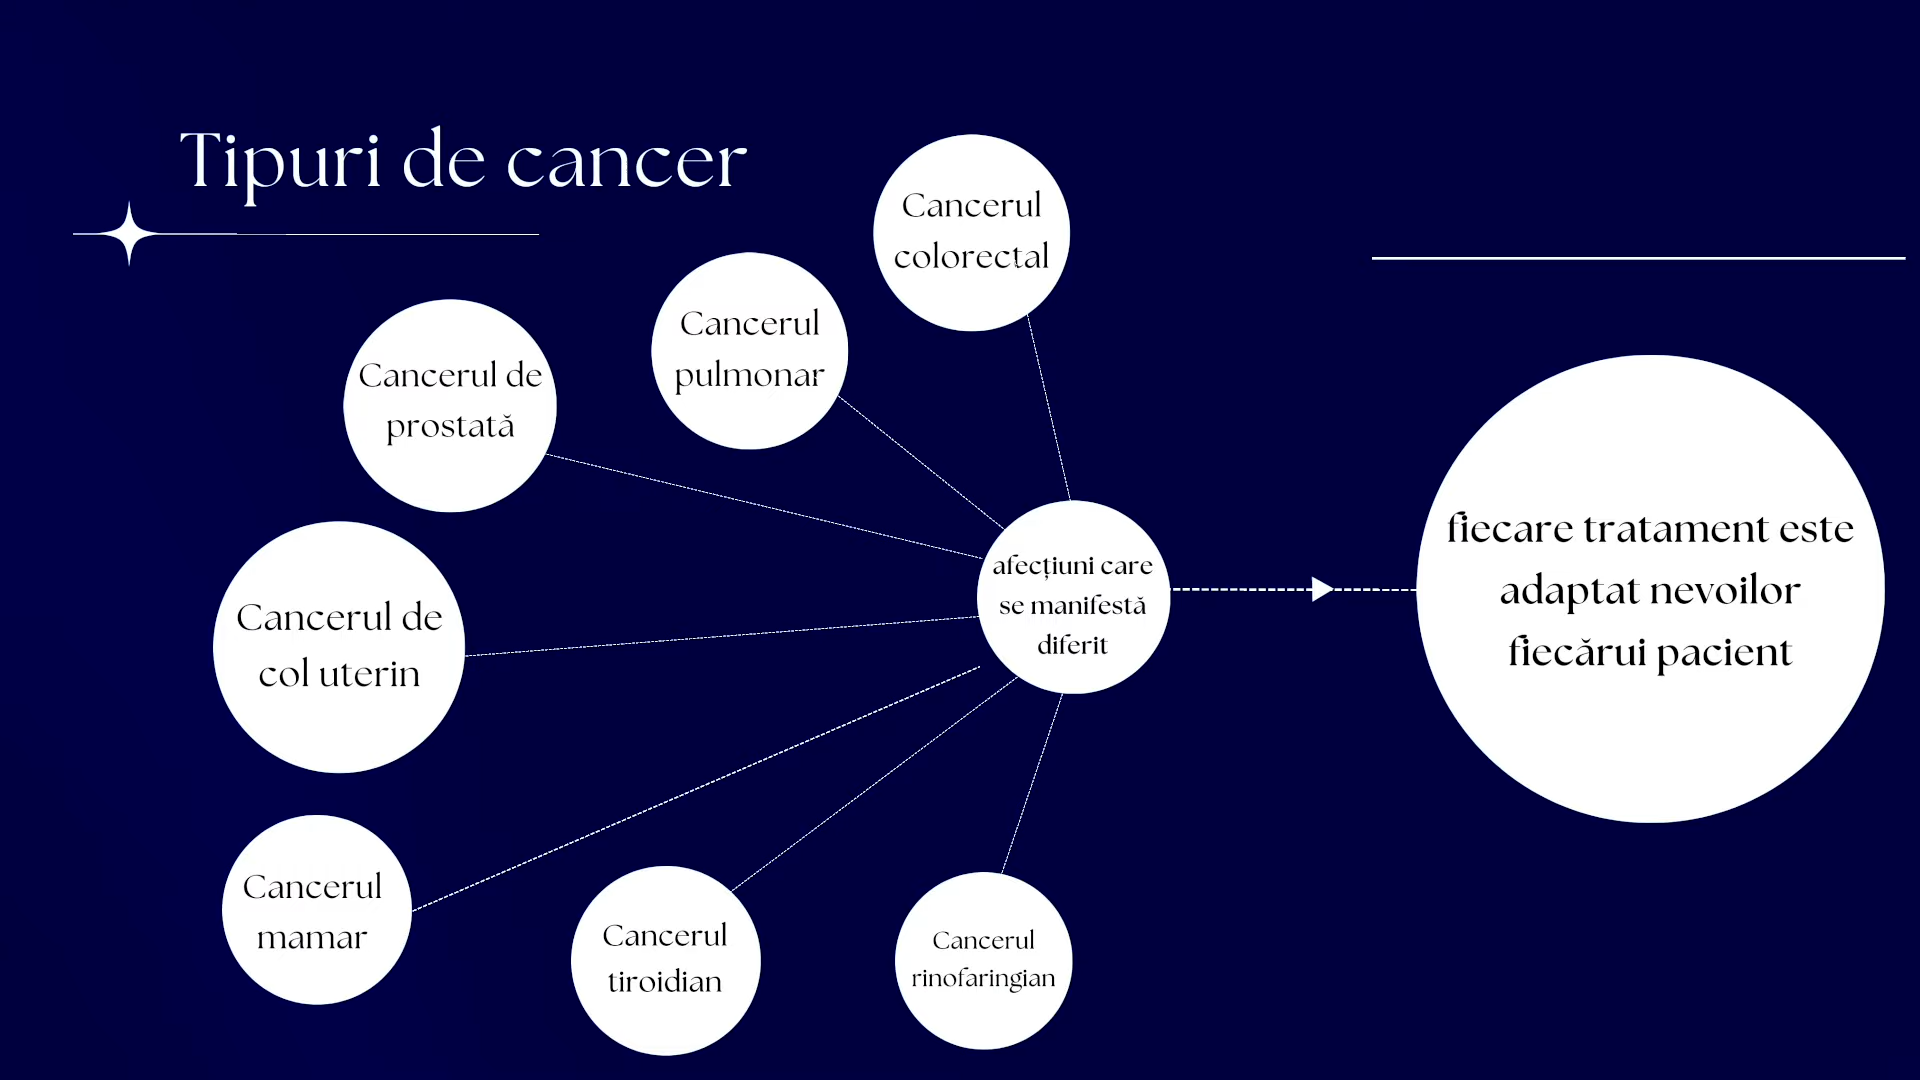 Tipuri de cancer
Cancerul
colorectal
Cancerul
pulmonar
Cancerul de
prostată
Cancerul de
col uterin
Cancerul
mamar
Cancerul
tiroidian
Cancerul
rinofaringian
afecțiuni care
se manifestă
diferit
fiecare tratament este
adaptat nevoilor
fiecărui pacient